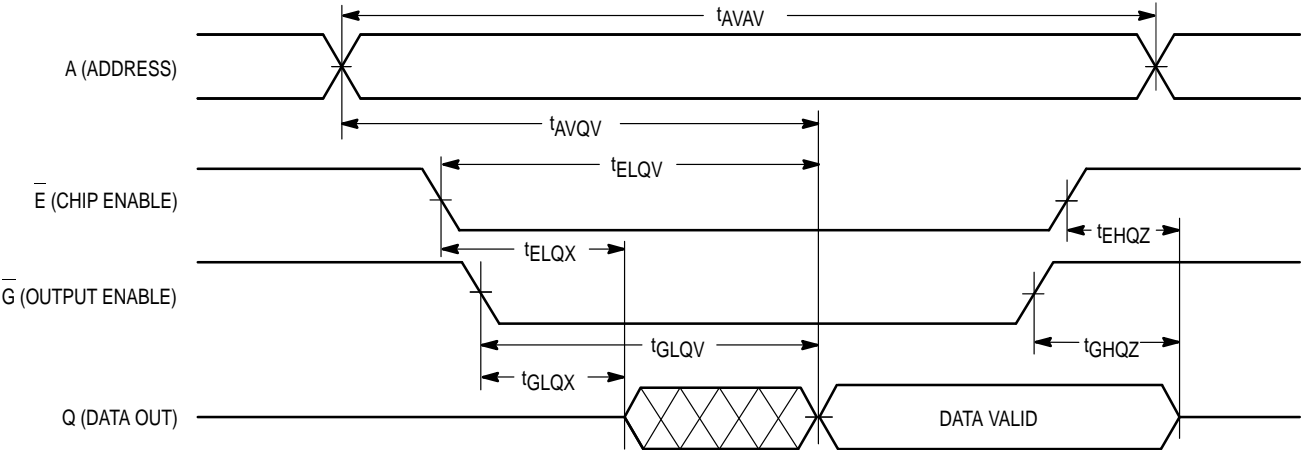 tAVAV
A (ADDRESS)
tAVQV
tELQV
E̅ (CHIP ENABLE)
tEHQZ
tELQX
G̅ (OUTPUT ENABLE)
tGLQV
tGHQZ
tGLQX
Q (DATA OUT)
DATA VALID